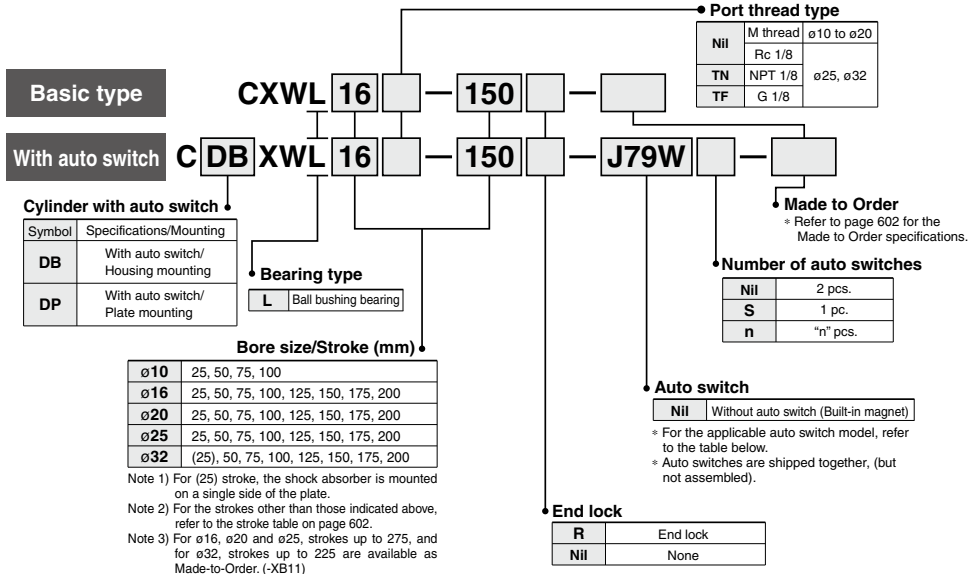 Port thread type
Nil M thread ø10 to ø20
Rc 1/8 ø25, ø32
TN NPT 1/8
TF G 1/8
Basic type CXWL 16 — 150 —
With auto switch C DB XWL 16 — 150 — J79W —
Cylinder with auto switch
Symbol Specifications/Mounting
DB With auto switch/
Housing mounting
DP With auto switch/
Plate mounting
Bearing type
L Ball bushing bearing
Made to Order
* Refer to page 602 for the
Made to Order specifications.
Number of auto switches
Nil 2 pcs.
S 1 pc.
n “n” pcs.
Bore size/Stroke (mm)
ø10 25, 50, 75, 100
ø16 25, 50, 75, 100, 125, 150, 175, 200
ø20 25, 50, 75, 100, 125, 150, 175, 200
ø25 25, 50, 75, 100, 125, 150, 175, 200
ø32 (25), 50, 75, 100, 125, 150, 175, 200
Note 1) For (25) stroke, the shock absorber is mounted
on a single side of the plate.
Note 2) For the strokes other than those indicated above,
refer to the stroke table on page 602.
Note 3) For ø16, ø20 and ø25, strokes up to 275, and
for ø32, strokes up to 225 are available as
Made-to-Order. (-XB11)
Auto switch
Nil Without auto switch (Built-in magnet)
* For the applicable auto switch model, refer
to the table below.
* Auto switches are shipped together, (but
not assembled).
End lock
R End lock
Nil None